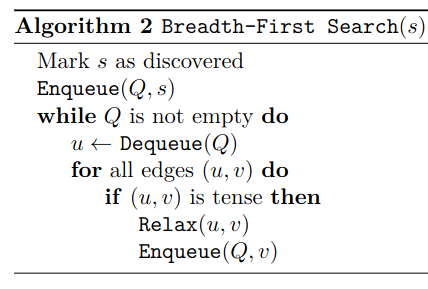 Algorithm 2 Breadth-First Search(s)
Mark s as discovered
Enqueue(Q, s)
while Q is not empty do
u ← Dequeue(Q)
for all edges (u, v) do
if (u, v) is tense then
Relax(u, v)
Enqueue(Q, v)